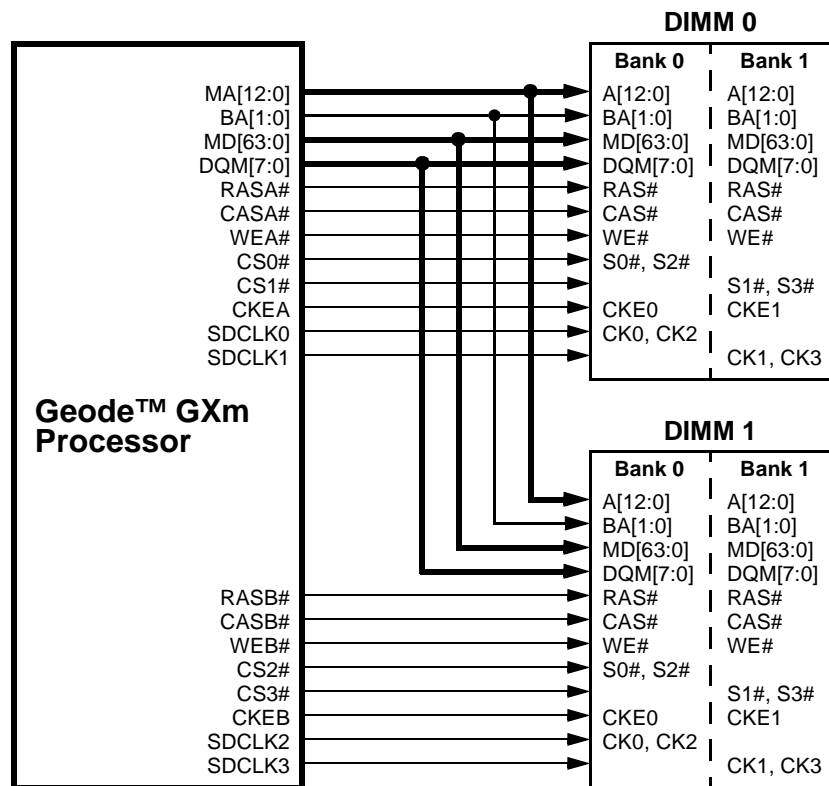 DIMM 0
Bank 0 Bank 1
MA[12:0] A[12:0] A[12:0]
BA[1:0] BA[1:0] BA[1:0]
MD[63:0] MD[63:0] MD[63:0]
DQM[7:0] DQM[7:0] DQM[7:0]
RASA# RAS# RAS#
CASA# CAS# CAS#
WEA# WE# WE#
CS0# S0#, S2#
CS1# S1#, S3#
CKEA CKE0 CKE1
SDCLK0 CK0, CK2
SDCLK1 CK1, CK3
Geode™ GXm
Processor
DIMM 1
Bank 0 Bank 1
A[12:0] A[12:0]
BA[1:0] BA[1:0]
MD[63:0] MD[63:0]
DQM[7:0] DQM[7:0]
RASB# RAS# RAS#
CASB# CAS# CAS#
WEB# WE# WE#
CS2# S0#, S2#
CS3# S1#, S3#
CKEB CKE0 CKE1
SDCLK2 CK0, CK2
SDCLK3 CK1, CK3